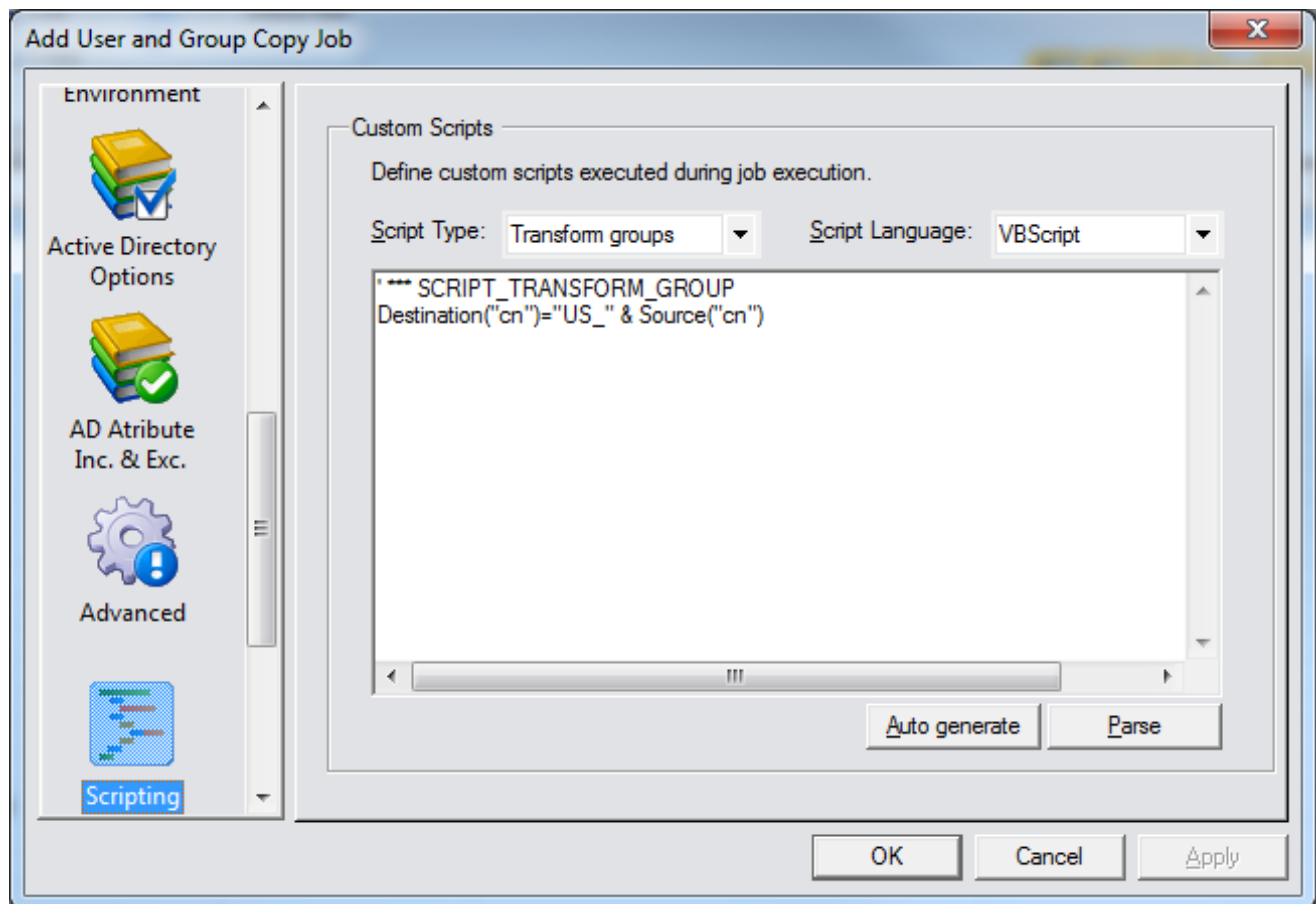 Add User and Group Copy Job
Environment
Active Directory
Options
AD Atribute
Inc. & Exc.
Advanced
Scripting
Custom Scripts
Define custom scripts executed during job execution.
Script Type: Transform groups Script Language: VBScript
' *** SCRIPT_TRANSFORM_GROUP
Destination("cn")="US_" & Source("cn")
Auto generate Parse
OK Cancel Apply